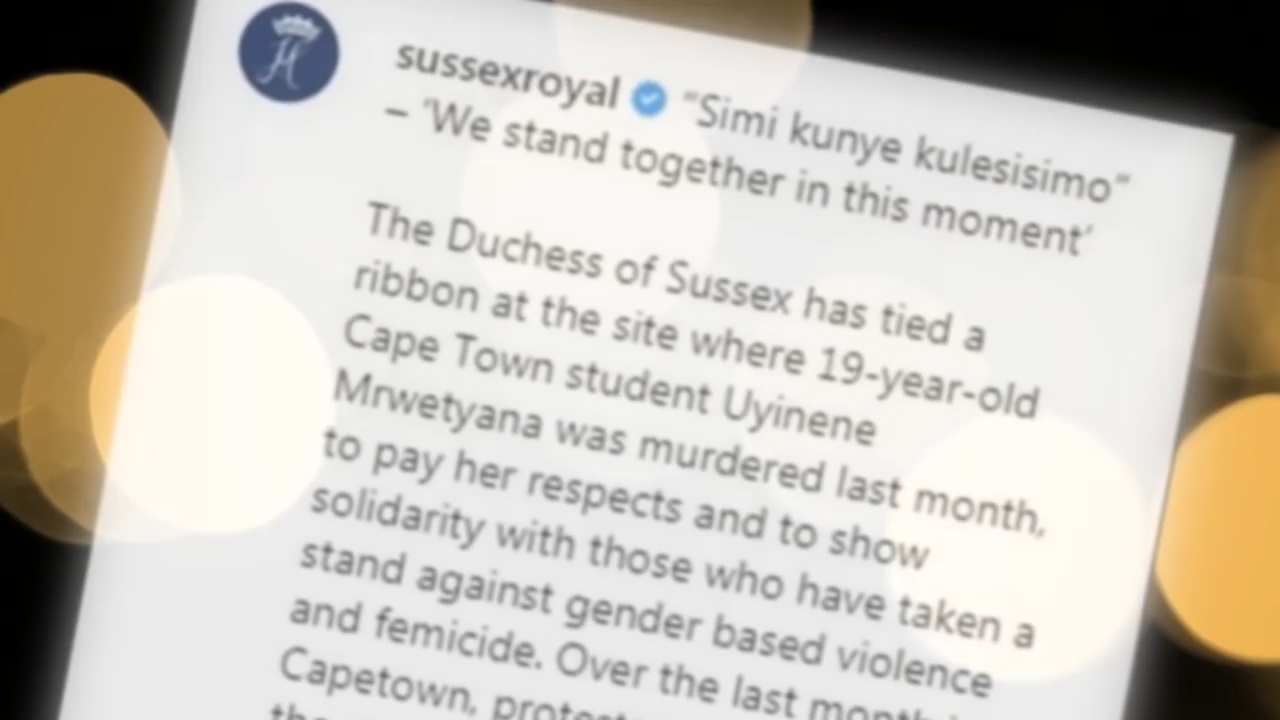 sussexroyal "Simi kunye kulesisimo"
– 'We stand together in this moment'
The Duchess of Sussex has tied a
ribbon at the site where 19-year-old
Cape Town student Uyinene
Mrwetyana was murdered last month,
to pay her respects and to show
solidarity with those who have taken a
stand against gender based violence
and femicide. Over the last month
Capetown,